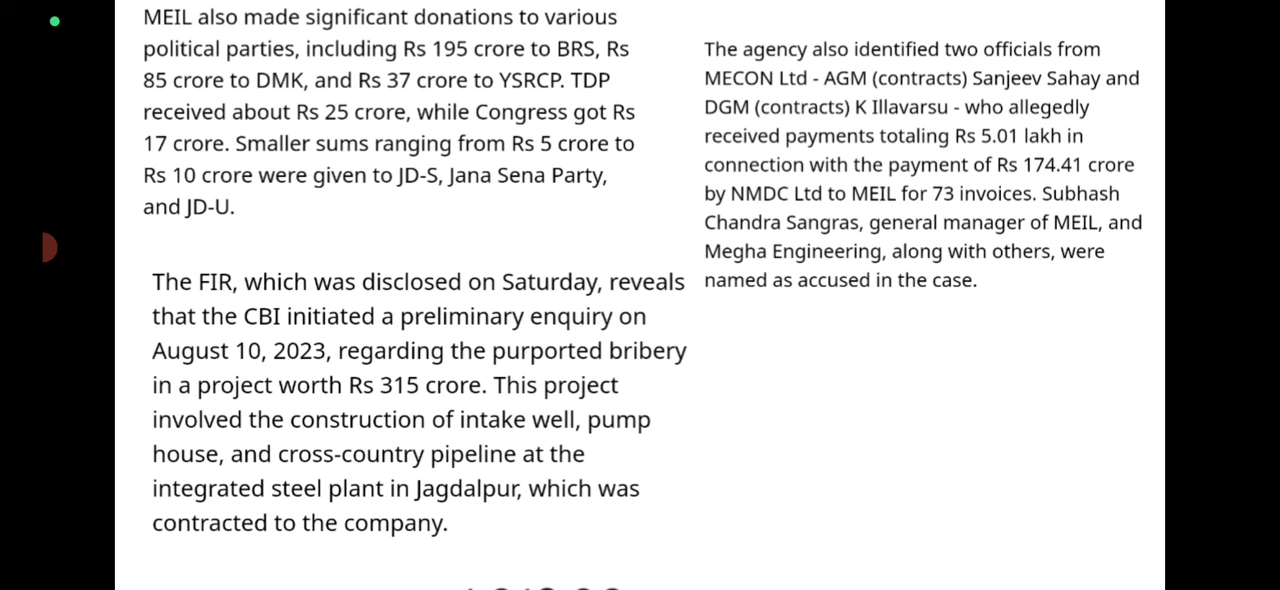 MEIL also made significant donations to various
political parties, including Rs 195 crore to BRS, Rs
85 crore to DMK, and Rs 37 crore to YSRCP. TDP
received about Rs 25 crore, while Congress got Rs
17 crore. Smaller sums ranging from Rs 5 crore to
Rs 10 crore were given to JD-S, Jana Sena Party,
and JD-U.
The FIR, which was disclosed on Saturday, reveals
that the CBI initiated a preliminary enquiry on
August 10, 2023, regarding the purported bribery
in a project worth Rs 315 crore. This project
involved the construction of intake well, pump
house, and cross-country pipeline at the
integrated steel plant in Jagdalpur, which was
contracted to the company.
The agency also identified two officials from
MECON Ltd - AGM (contracts) Sanjeev Sahay and
DGM (contracts) K Illavarsu - who allegedly
received payments totaling Rs 5.01 lakh in
connection with the payment of Rs 174.41 crore
by NMDC Ltd to MEIL for 73 invoices. Subhash
Chandra Sangras, general manager of MEIL, and
Megha Engineering, along with others, were
named as accused in the case.